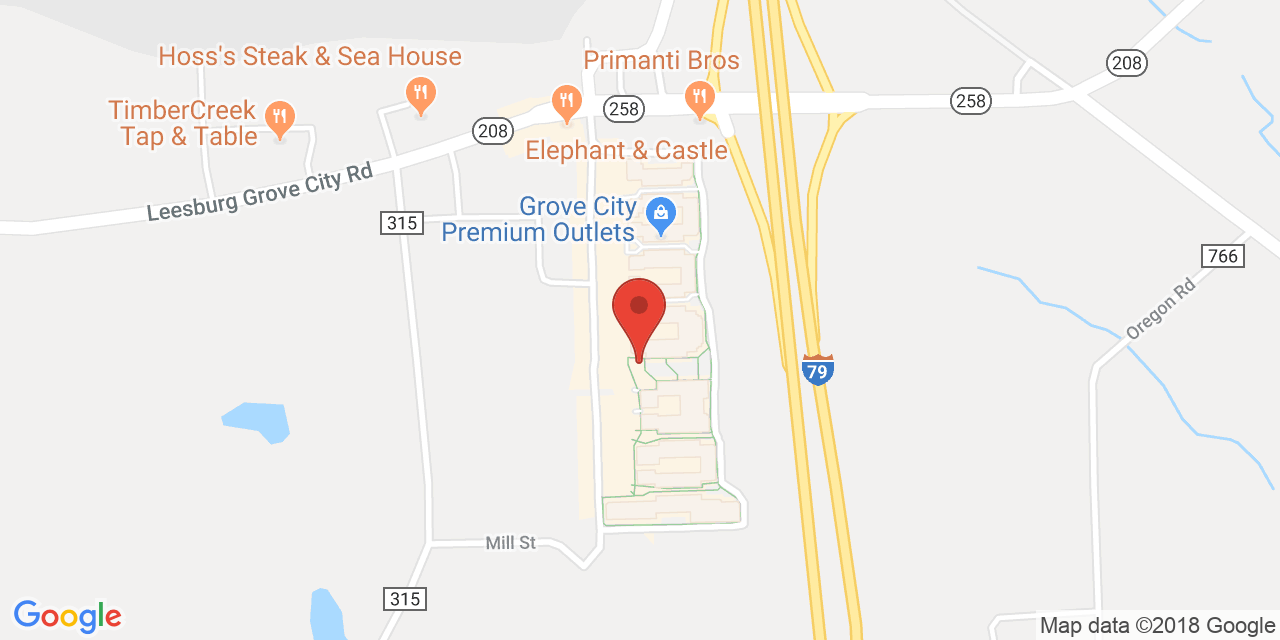 Hoss's Steak & Sea House
Primanti Bros
208
TimberCreek
Tap & Table
258
258
208
Elephant & Castle
Leesburg Grove City Rd
Grove City
Premium Outlets
315
766
Oregon Rd
79
Mill St
315
Google
Map data ©2018 Google